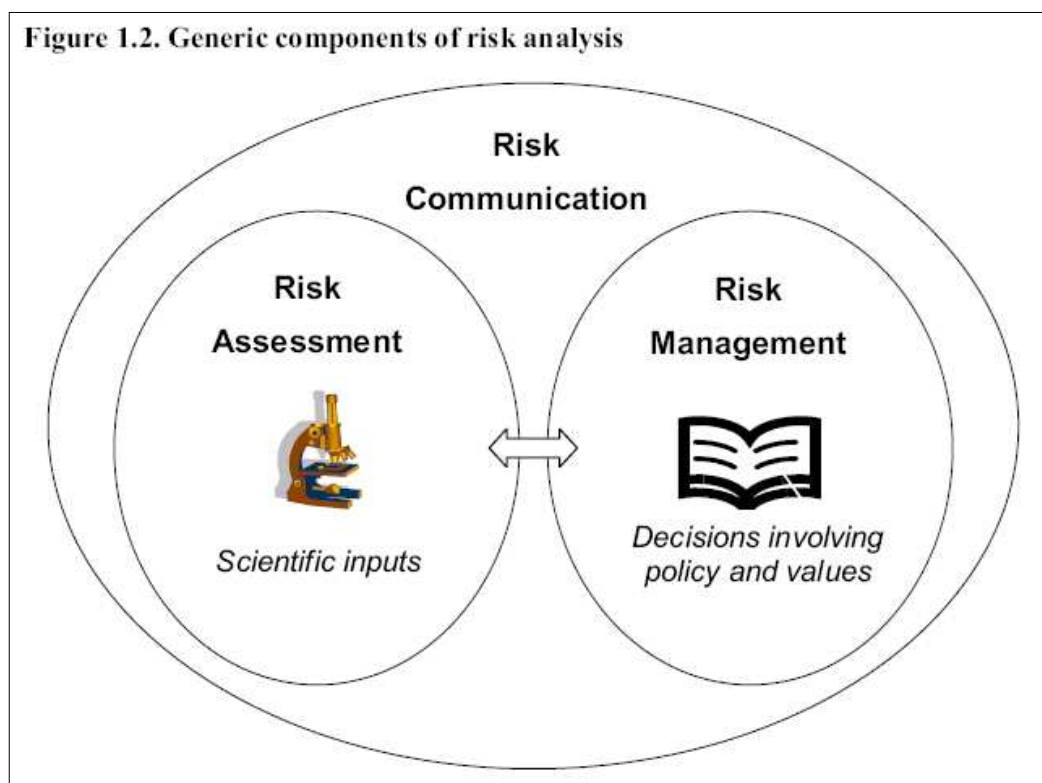 Figure 1.2. Generic components of risk analysis
Risk
Communication
Risk
Assessment
Scientific inputs
Risk
Management
Decisions involving
policy and values